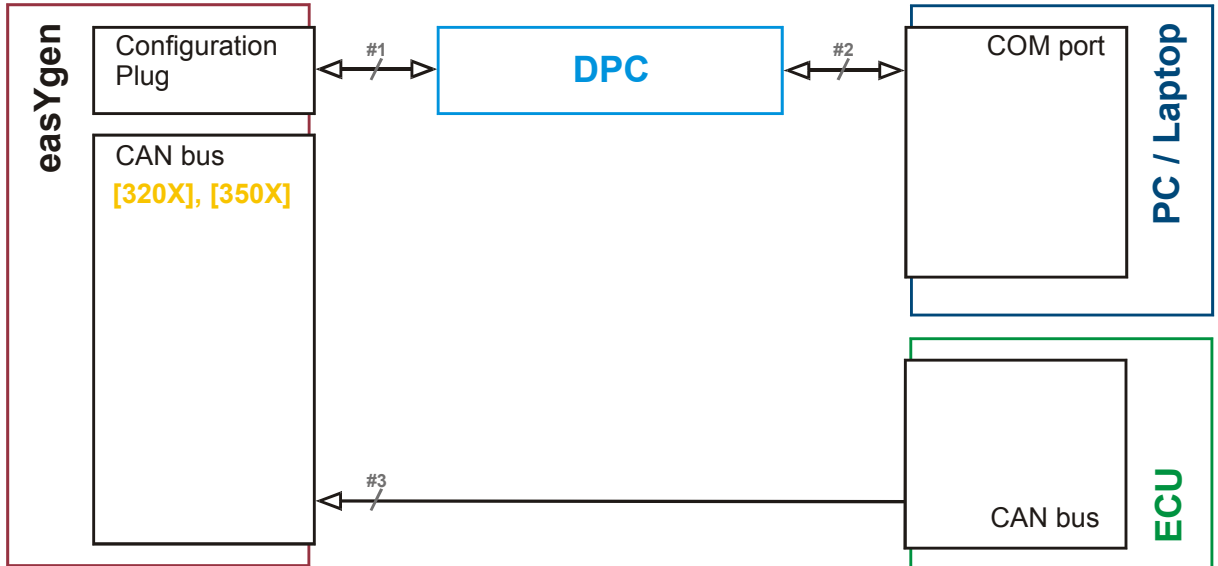 easYgen
Configuration
Plug
#1
DPC
#2
COM port
PC / Laptop
CAN bus
[320X], [350X]
#3
CAN bus
ECU